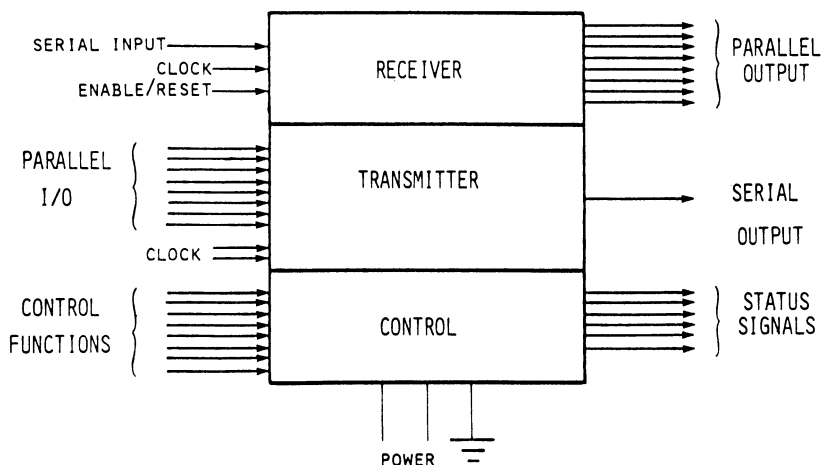 SERIAL INPUT
CLOCK
ENABLE/RESET
RECEIVER
PARALLEL
OUTPUT
PARALLEL
I/O
TRANSMITTER
SERIAL
OUTPUT
CLOCK
CONTROL
FUNCTIONS
CONTROL
STATUS
SIGNALS
POWER